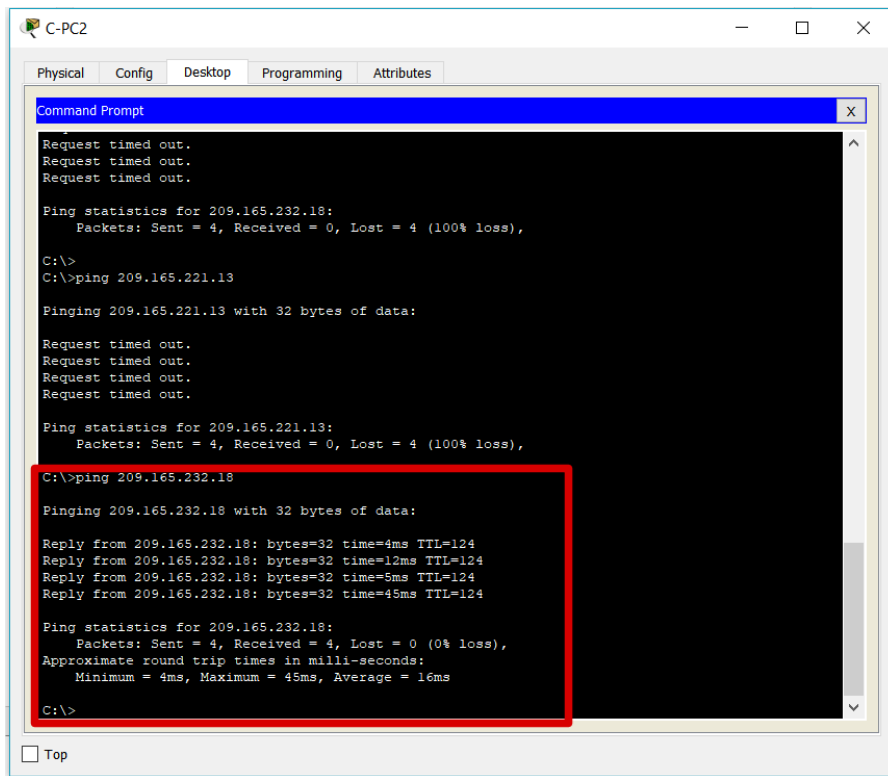 C-PC2
Physical Config Desktop Programming Attributes
Command Prompt
X
Request timed out.
Request timed out.
Request timed out.
Ping statistics for 209.165.232.18:
Packets: Sent = 4, Received = 0, Lost = 4 (100% loss),
C:\>
C:\>ping 209.165.221.13
Pinging 209.165.221.13 with 32 bytes of data:
Request timed out.
Request timed out.
Request timed out.
Request timed out.
Ping statistics for 209.165.221.13:
Packets: Sent = 4, Received = 0, Lost = 4 (100% loss),
C:\>ping 209.165.232.18
Pinging 209.165.232.18 with 32 bytes of data:
Reply from 209.165.232.18: bytes=32 time=4ms TTL=124
Reply from 209.165.232.18: bytes=32 time=12ms TTL=124
Reply from 209.165.232.18: bytes=32 time=5ms TTL=124
Reply from 209.165.232.18: bytes=32 time=45ms TTL=124
Ping statistics for 209.165.232.18:
Packets: Sent = 4, Received = 4, Lost = 0 (0% loss),
Approximate round trip times in milli-seconds:
Minimum = 4ms, Maximum = 45ms, Average = 16ms
C:\>
Top